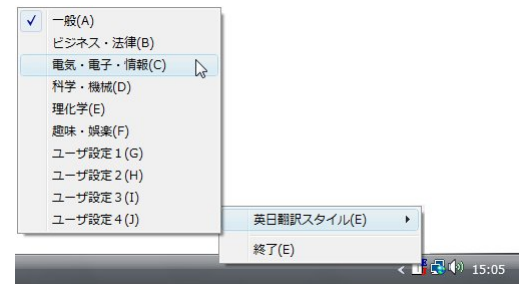 一般(A)
ビジネス・法律(B)
電気・電子・情報(C)
科学・機械(D)
理化学(E)
趣味・娯楽(F)
ユーザ設定1(G)
ユーザ設定2(H)
ユーザ設定3(I)
ユーザ設定4(J)
英日翻訳スタイル(E)
終了(E)
15:05